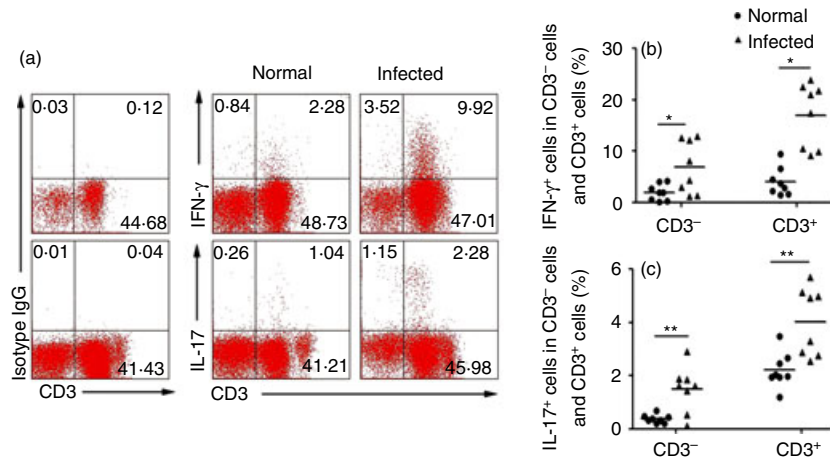 (a)
Normal Infected
Isotype IgG
0·03 0·12
44·68
0·01 0·04
41·43
CD3
IFN-γ
0·84 2·28
48·73
3·52 9·92
47·01
IL-17
0·26 1·04
41·21
1·15 2·28
45·98
CD3
Normal
Infected
(b)
IFN-γ+ cells in CD3− cells
and CD3+ cells (%)
30
20
10
0
*
*
CD3− CD3+
(c)
IL-17+ cells in CD3− cells
and CD3+ cells (%)
6
4
2
0
**
**
CD3− CD3+